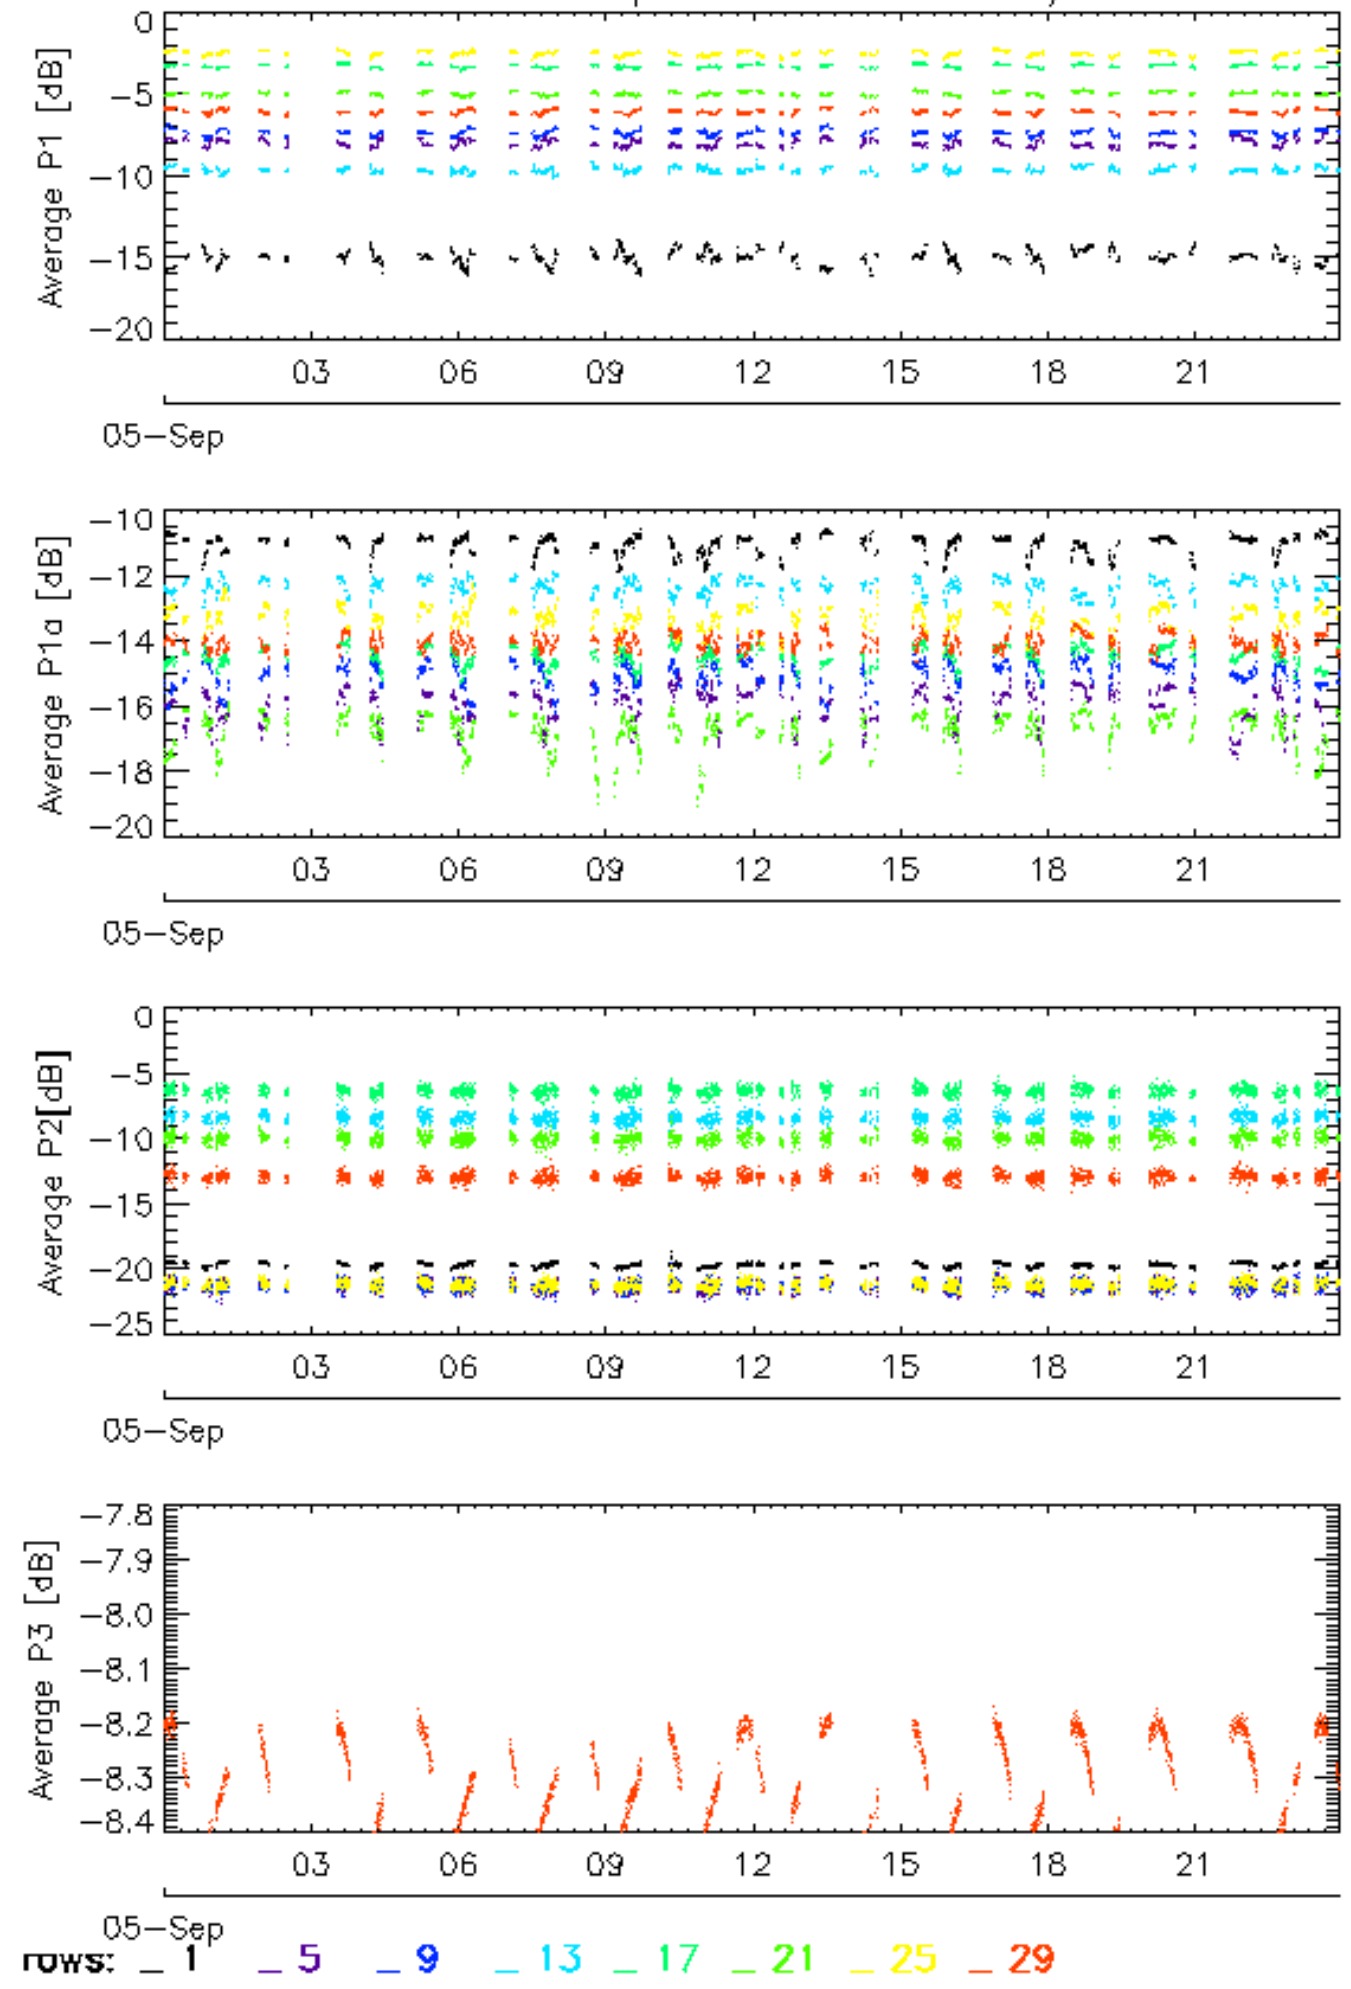 0
−5
−10
−15
−20
Average P1 [dB]
03 06 09 12 15 18 21
05−Sep
−10
−12
−14
−16
−18
−20
Average P1a [dB]
03 06 09 12 15 18 21
05−Sep
0
−5
−10
−15
−20
−25
Average P2[dB]
03 06 09 12 15 18 21
05−Sep
−7.8
−7.9
−8.0
−8.1
−8.2
−8.3
−8.4
Average P3 [dB]
03 06 09 12 15 18 21
05−Sep
rows: _ 1 _ 5 _ 9 _ 13 _ 17 _ 21 _ 25 _ 29